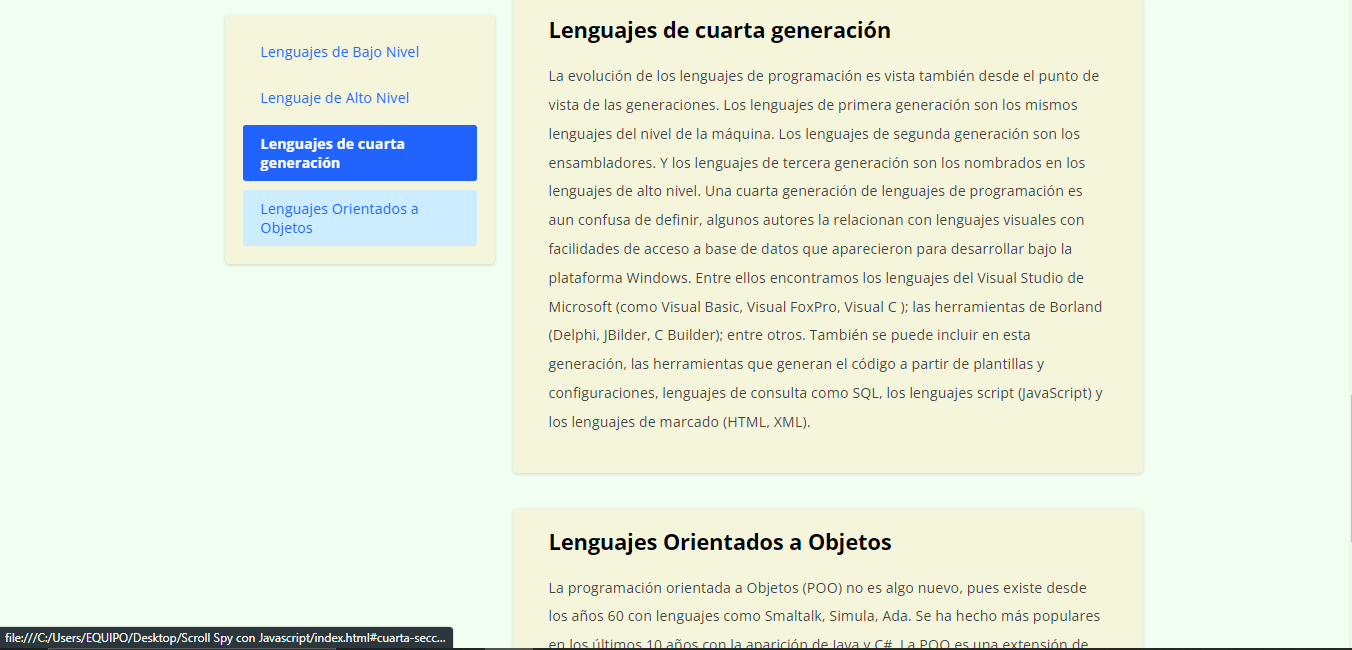 Lenguajes de Bajo Nivel
Lenguaje de Alto Nivel
Lenguajes de cuarta
generación
Lenguajes Orientados a
Objetos
Lenguajes de cuarta generación
La evolución de los lenguajes de programación es vista también desde el punto de
vista de las generaciones. Los lenguajes de primera generación son los mismos
lenguajes del nivel de la máquina. Los lenguajes de segunda generación son los
ensambladores. Y los lenguajes de tercera generación son los nombrados en los
lenguajes de alto nivel. Una cuarta generación de lenguajes de programación es
aun confusa de definir, algunos autores la relacionan con lenguajes visuales con
facilidades de acceso a base de datos que aparecieron para desarrollar bajo la
plataforma Windows. Entre ellos encontramos los lenguajes del Visual Studio de
Microsoft (como Visual Basic, Visual FoxPro, Visual C ); las herramientas de Borland
(Delphi, JBilder, C Builder); entre otros. También se puede incluir en esta
generación, las herramientas que generan el código a partir de plantillas y
configuraciones, lenguajes de consulta como SQL, los lenguajes script (JavaScript) y
los lenguajes de marcado (HTML, XML).
Lenguajes Orientados a Objetos
La programación orientada a Objetos (POO) no es algo nuevo, pues existe desde
los años 60 con lenguajes como Smaltalk, Simula, Ada. Se ha hecho más populares
en los últimos 10 años con la aparición de Java y C#. La POO es una extensión de
file:///C:/Users/EQUIPO/Desktop/Scroll Spy con Javascript/index.html#cuarta-secc...